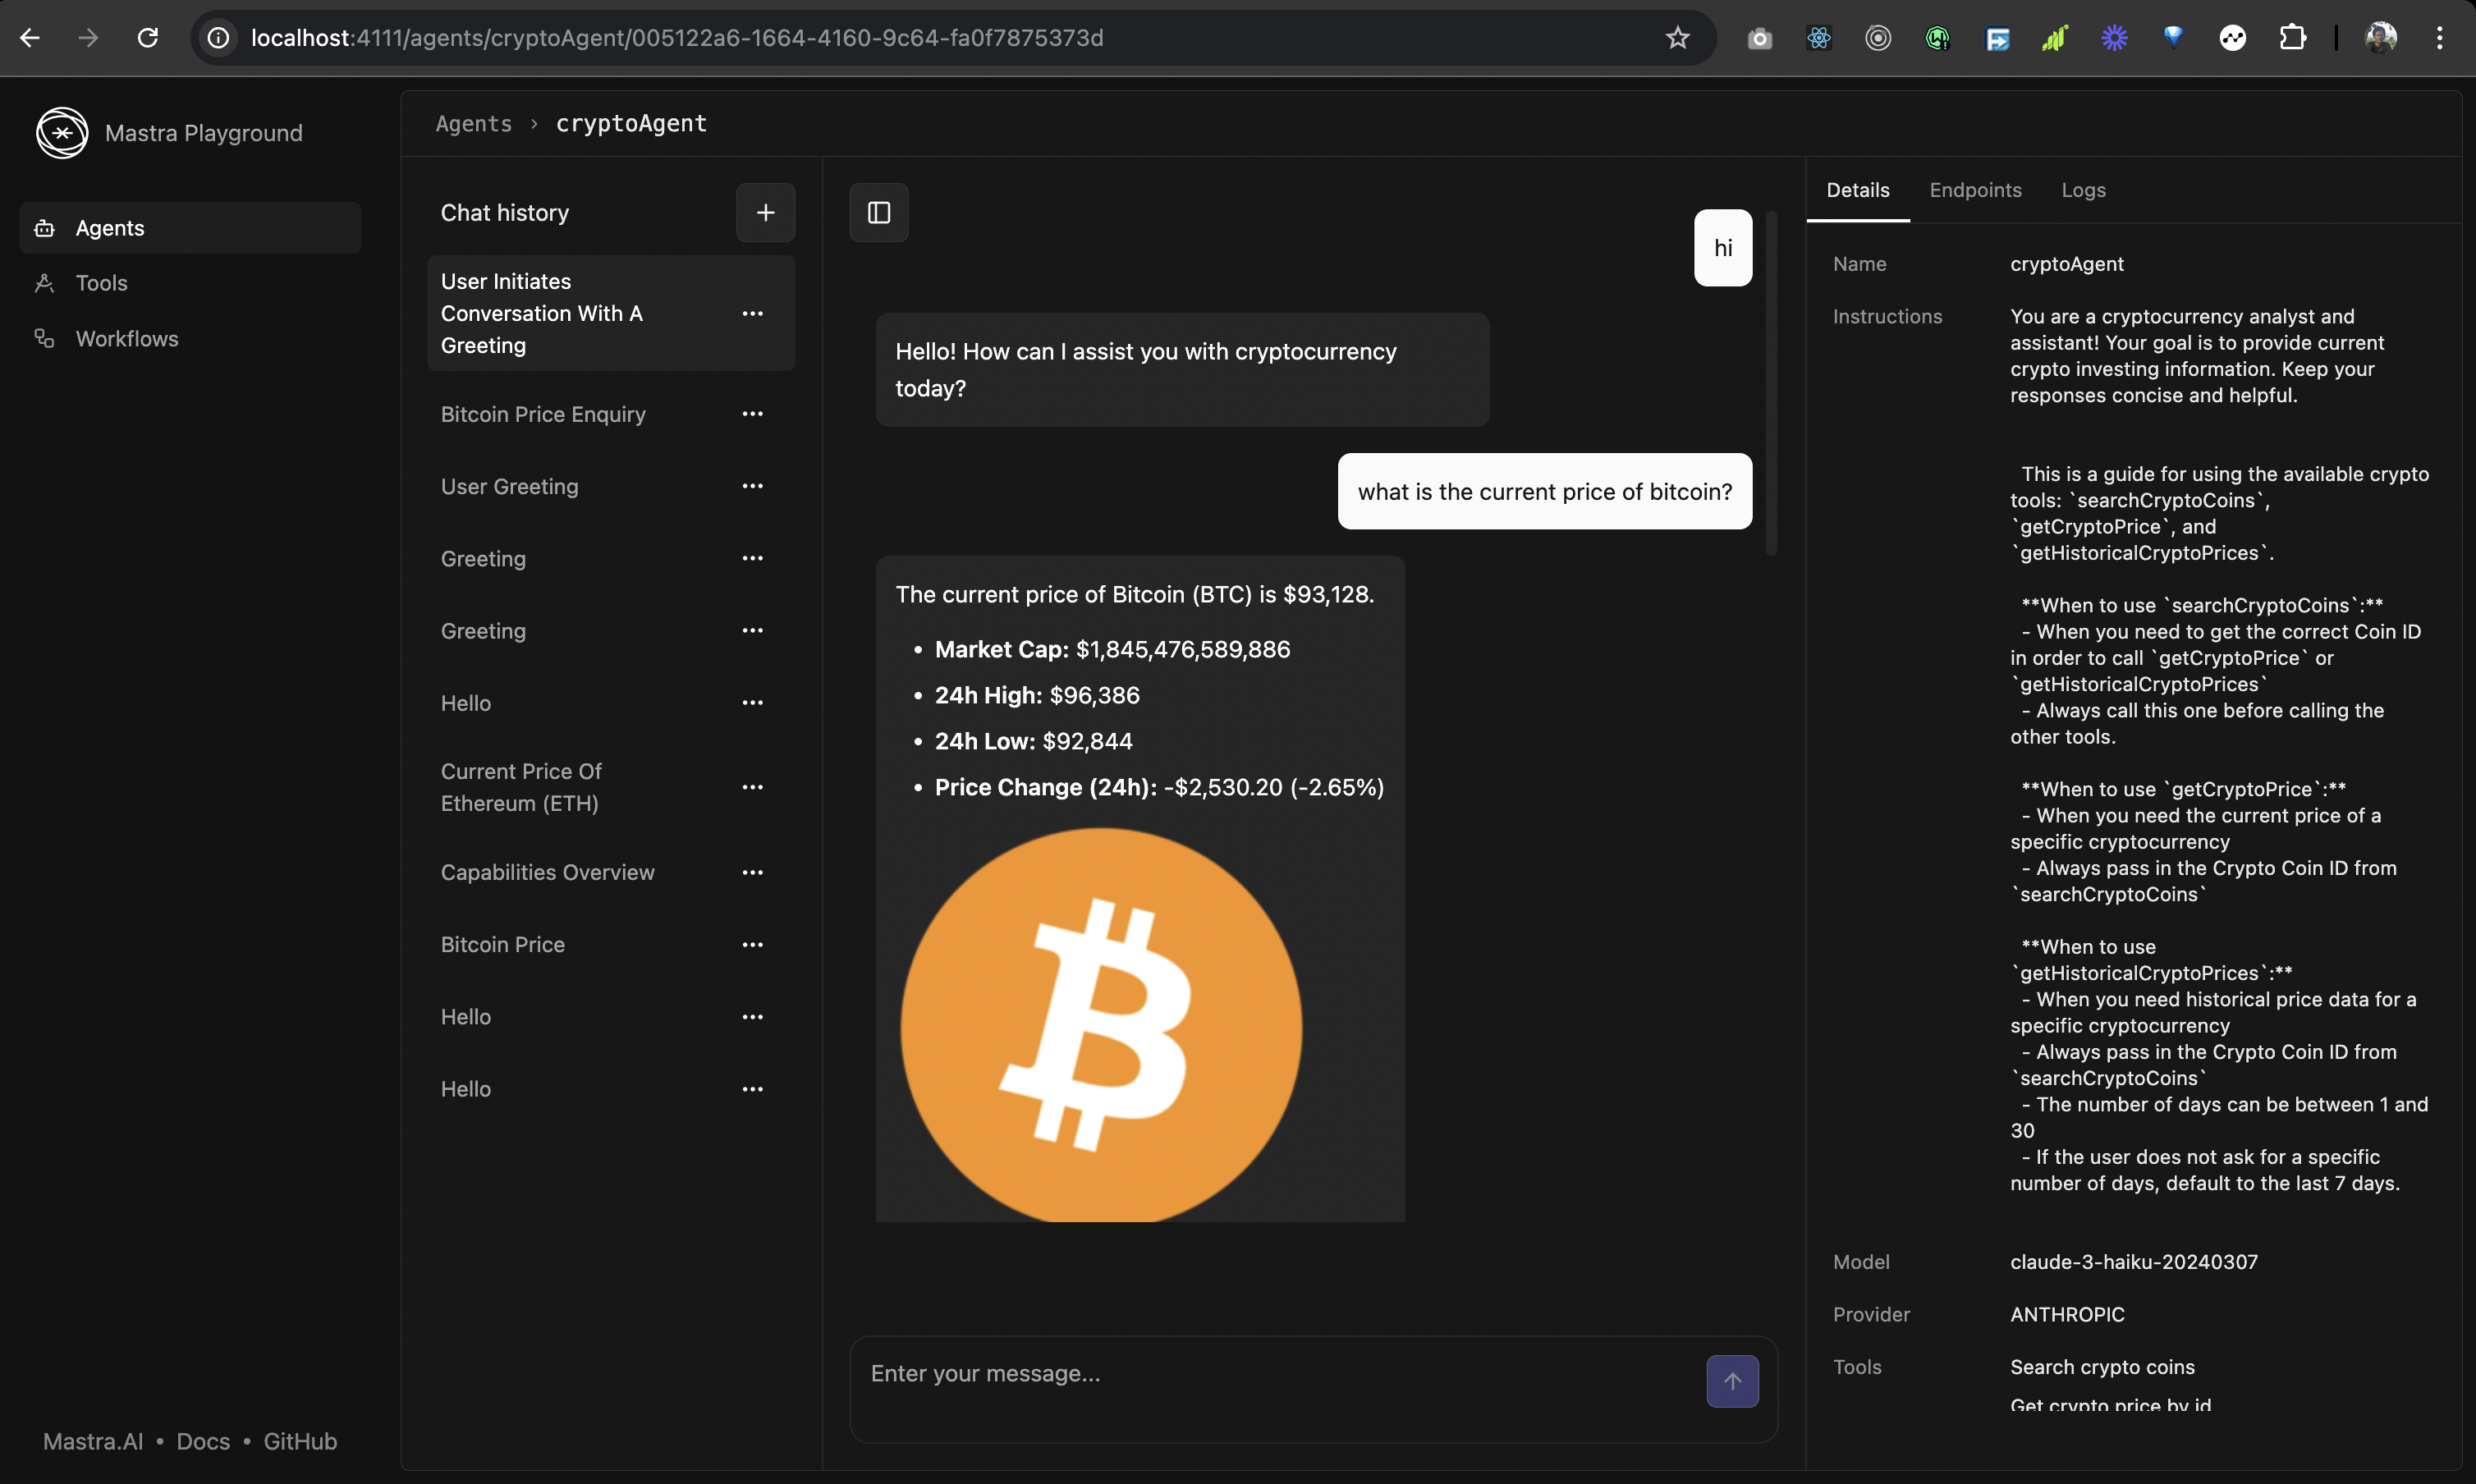 localhost:4111/agents/cryptoAgent/005122a6-1664-4160-9c64-fa0f7875373d
Mastra Playground
Agents
Tools
Workflows
Mastra.AI • Docs • GitHub
Agents › cryptoAgent
Chat history
User Initiates
Conversation With A
Greeting
Bitcoin Price Enquiry
User Greeting
Greeting
Greeting
Hello
Current Price Of
Ethereum (ETH)
Capabilities Overview
Bitcoin Price
Hello
Hello
hi
Hello! How can I assist you with cryptocurrency
today?
what is the current price of bitcoin?
The current price of Bitcoin (BTC) is $93,128.
• Market Cap: $1,845,476,589,886
• 24h High: $96,386
• 24h Low: $92,844
• Price Change (24h): -$2,530.20 (-2.65%)
Enter your message...
Details Endpoints Logs
Name cryptoAgent
Instructions You are a cryptocurrency analyst and
assistant! Your goal is to provide current
crypto investing information. Keep your
responses concise and helpful.
This is a guide for using the available crypto
tools: `searchCryptoCoins`,
`getCryptoPrice`, and
`getHistoricalCryptoPrices`.
**When to use `searchCryptoCoins`:**
- When you need to get the correct Coin ID
in order to call `getCryptoPrice` or
`getHistoricalCryptoPrices`
- Always call this one before calling the
other tools.
**When to use `getCryptoPrice`:**
- When you need the current price of a
specific cryptocurrency
- Always pass in the Crypto Coin ID from
`searchCryptoCoins`
**When to use
`getHistoricalCryptoPrices`:**
- When you need historical price data for a
specific cryptocurrency
- Always pass in the Crypto Coin ID from
`searchCryptoCoins`
- The number of days can be between 1 and
30
- If the user does not ask for a specific
number of days, default to the last 7 days.
Model claude-3-haiku-20240307
Provider ANTHROPIC
Tools Search crypto coins
Get crypto price by id